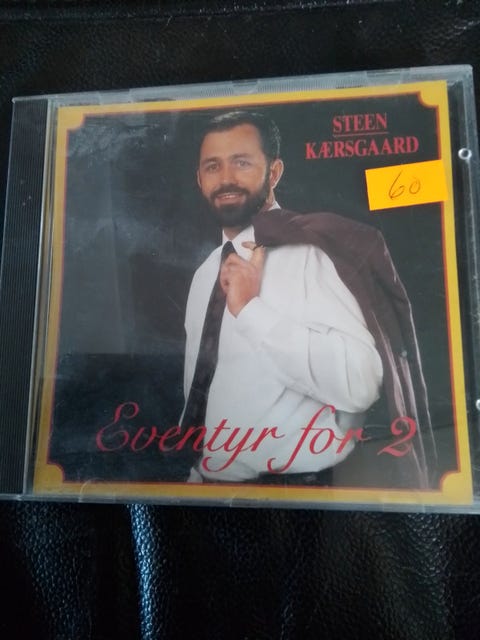 STEEN
KÆRSGAARD
60
Eventyr for 2